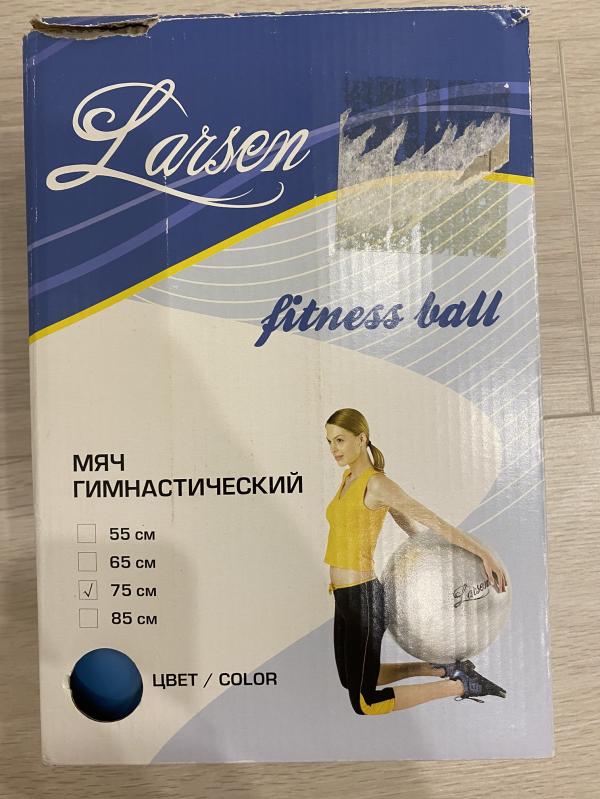 Larsen
fitness ball
МЯЧ
ГИМНАСТИЧЕСКИЙ
55 см
65 см
75 см
85 см
Larsen
ЦВЕТ / COLOR